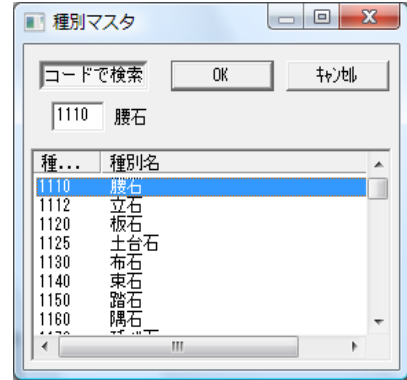 種別マスタ
コードで検索 OK キャンセル
1110 腰石
種... 種別名
1110 腰石
1112 立石
1120 板石
1125 土台石
1130 布石
1140 束石
1150 踏石
1160 隅石